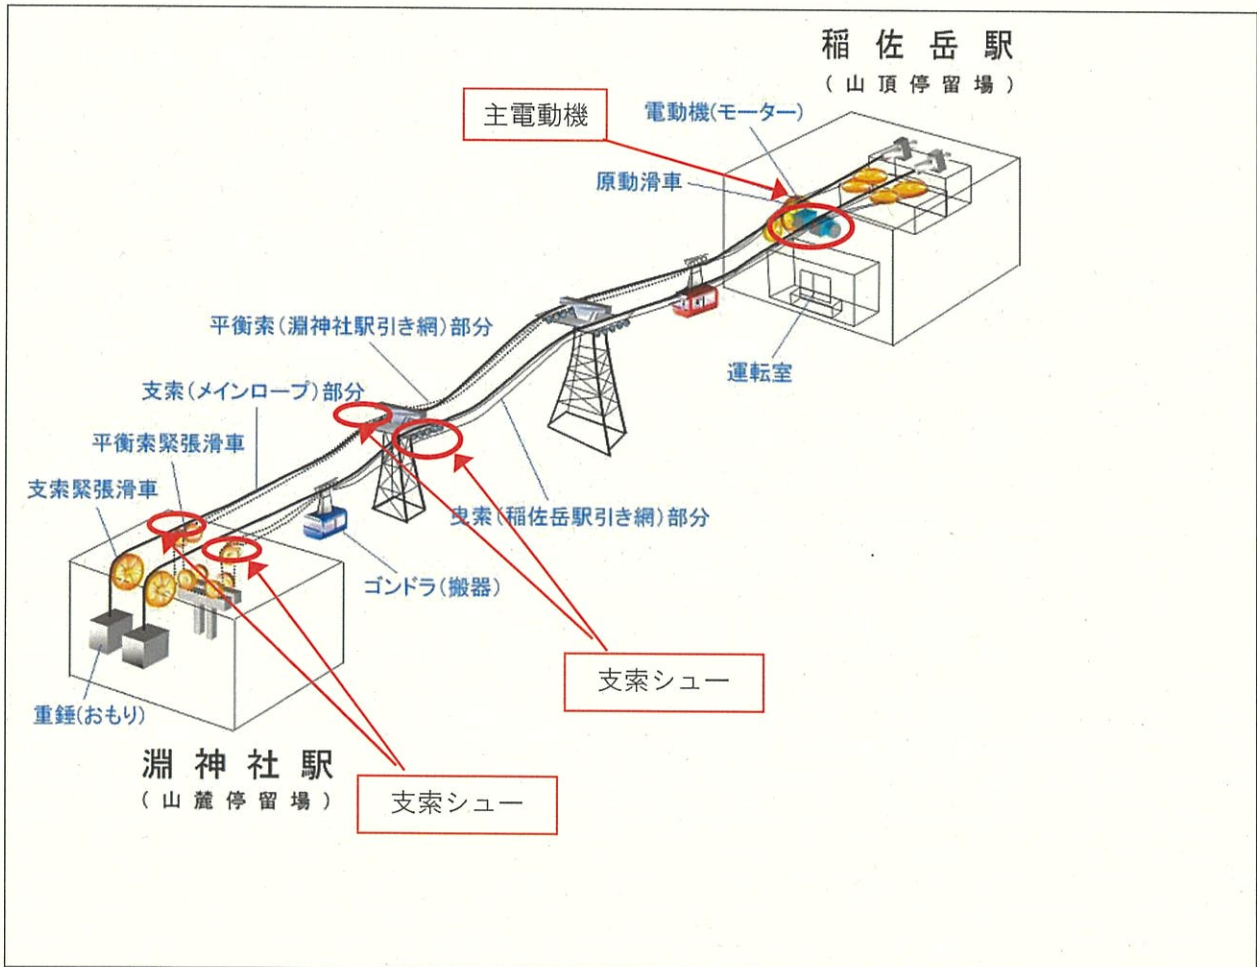 稲佐岳駅
(山頂停留場)
主電動機
電動機(モーター)
原動滑車
平衡索(淵神社駅引き綱)部分
運転室
支索(メインロープ)部分
平衡索緊張滑車
支索緊張滑車
曳索(稲佐岳駅引き綱)部分
ゴンドラ(搬器)
支索シュー
重錘(おもり)
淵神社駅
(山麓停留場)
支索シュー